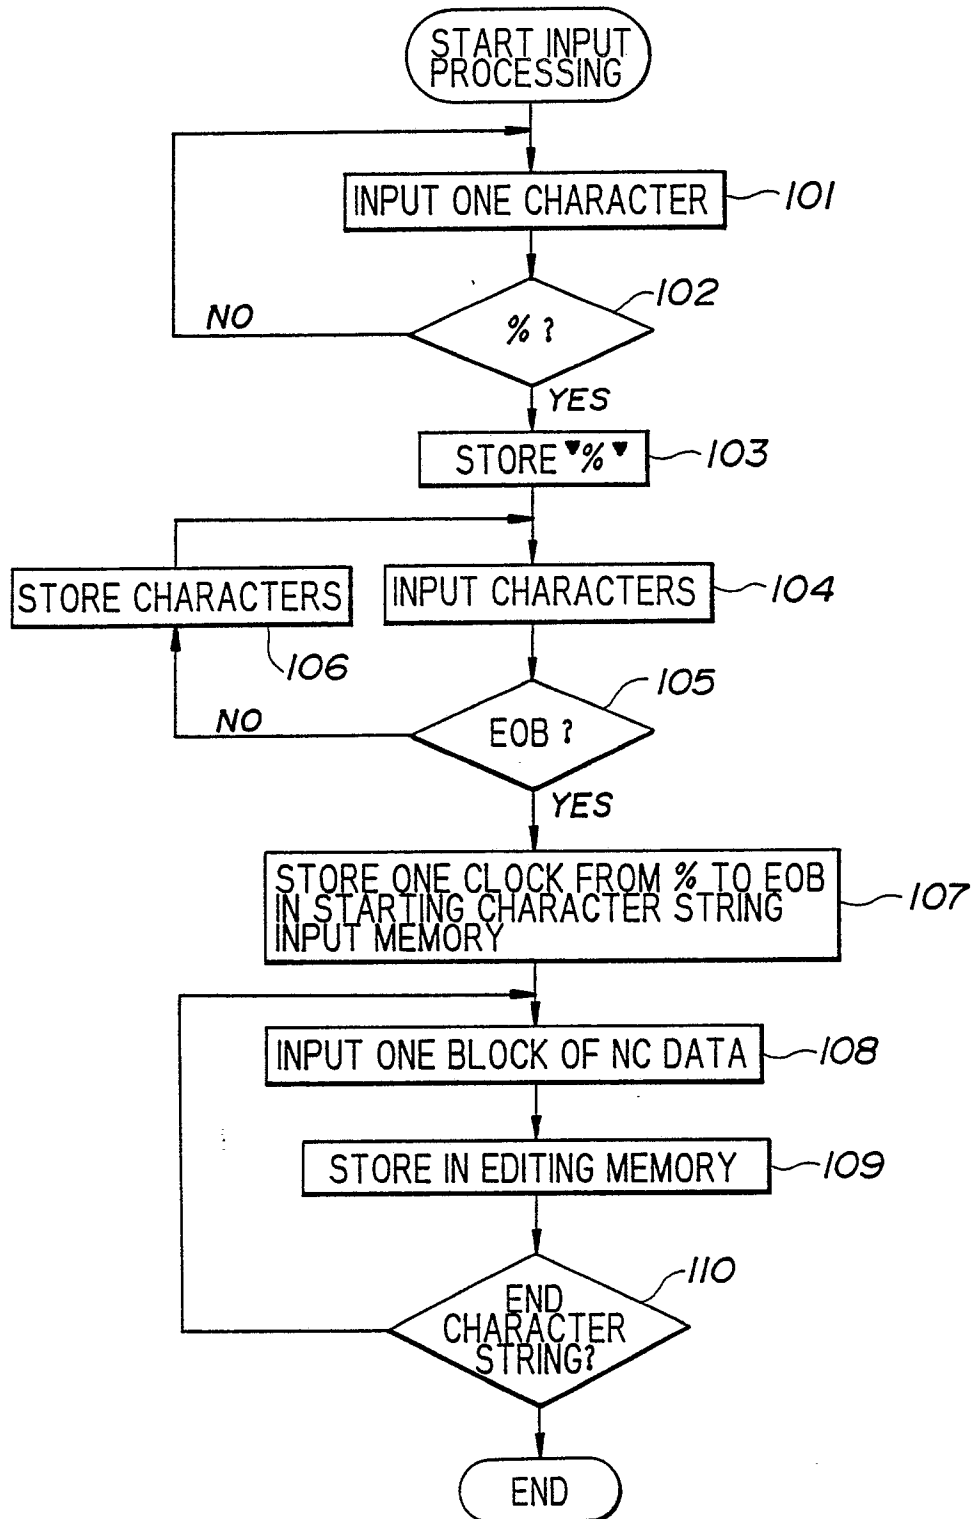 START INPUT
PROCESSING
INPUT ONE CHARACTER
101
% ?
102
NO
YES
STORE "%"
103
STORE CHARACTERS
106
INPUT CHARACTERS
104
EOB ?
105
NO
YES
STORE ONE CLOCK FROM % TO EOB
IN STARTING CHARACTER STRING
INPUT MEMORY
107
INPUT ONE BLOCK OF NC DATA
108
STORE IN EDITING MEMORY
109
END
CHARACTER
STRING?
110
END